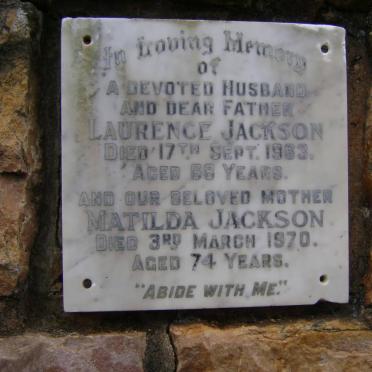 In Loving Memory
of
A DEVOTED HUSBAND
AND DEAR FATHER
LAURENCE JACKSON
DIED 17TH SEPT. 1963.
AGED 66 YEARS.
AND OUR BELOVED MOTHER
MATILDA JACKSON
DIED 3RD MARCH 1970.
AGED 74 YEARS.
"ABIDE WITH ME."